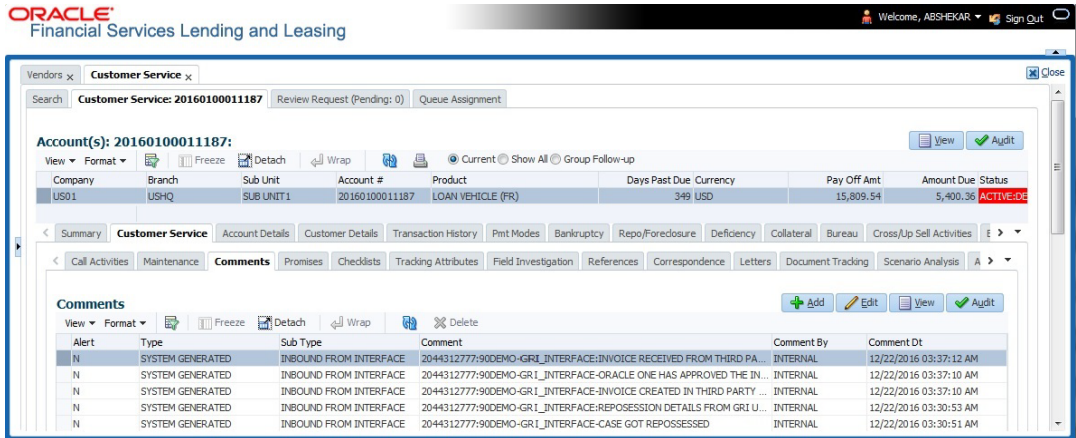 ORACLE
Welcome, ABSHEKAR Sign Out
Financial Services Lending and Leasing
Vendors x Customer Service x Close
Search Customer Service: 20160100011187 Review Request (Pending: 0) Queue Assignment
Account(s): 20160100011187: View Audit
View Format Freeze Detach Wrap Current Show All Group Follow-up
Company Branch Sub Unit Account # Product Days Past Due Currency Pay Off Amt Amount Due Status
US01 USHQ SUB UNIT1 20160100011187 LOAN VEHICLE (FR) 349 USD 15,809.54 5,400.36 ACTIVE:DE
Summary Customer Service Account Details Customer Details Transaction History Pmt Modes Bankruptcy Repo/Foreclosure Deficiency Collateral Bureau Cross/Up Sell Activities
Call Activities Maintenance Comments Promises Checklists Tracking Attributes Field Investigation References Correspondence Letters Document Tracking Scenario Analysis A
Comments Add Edit View Audit
View Format Freeze Detach Wrap Delete
Alert Type Sub Type Comment Comment By Comment Dt
N SYSTEM GENERATED INBOUND FROM INTERFACE 2044312777:90DEMO-GRI_INTERFACE:INVOICE RECEIVED FROM THIRD PA... INTERNAL 12/22/2016 03:37:12 AM
N SYSTEM GENERATED INBOUND FROM INTERFACE 2044312777:90DEMO-GRI_INTERFACE-ORACLE ONE HAS APPROVED THE IN... INTERNAL 12/22/2016 03:37:10 AM
N SYSTEM GENERATED INBOUND FROM INTERFACE 2044312777:90DEMO-GRI_INTERFACE-INVOICE CREATED IN THIRD PARTY ... INTERNAL 12/22/2016 03:37:10 AM
N SYSTEM GENERATED INBOUND FROM INTERFACE 2044312777:90DEMO-GRI_INTERFACE:REPOSESSION DETAILS FROM GRI U... INTERNAL 12/22/2016 03:30:53 AM
N SYSTEM GENERATED INBOUND FROM INTERFACE 2044312777:90DEMO-GRI_INTERFACE-CASE GOT REPOSSESSED INTERNAL 12/22/2016 03:30:51 AM